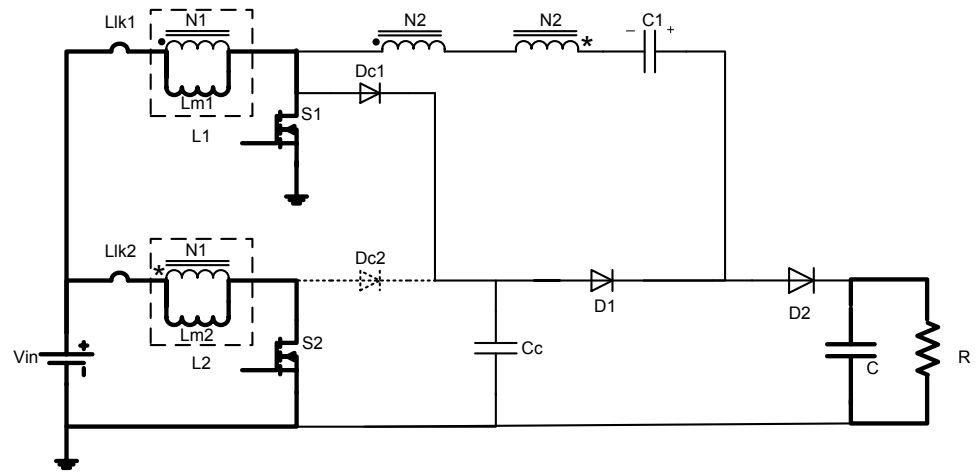 Llk1
N1
Lm1
L1
S1
N2
N2
C1
− +
Dc1
Llk2
N1
Lm2
L2
S2
Dc2
D1
D2
Cc
C
R
Vin
+
−